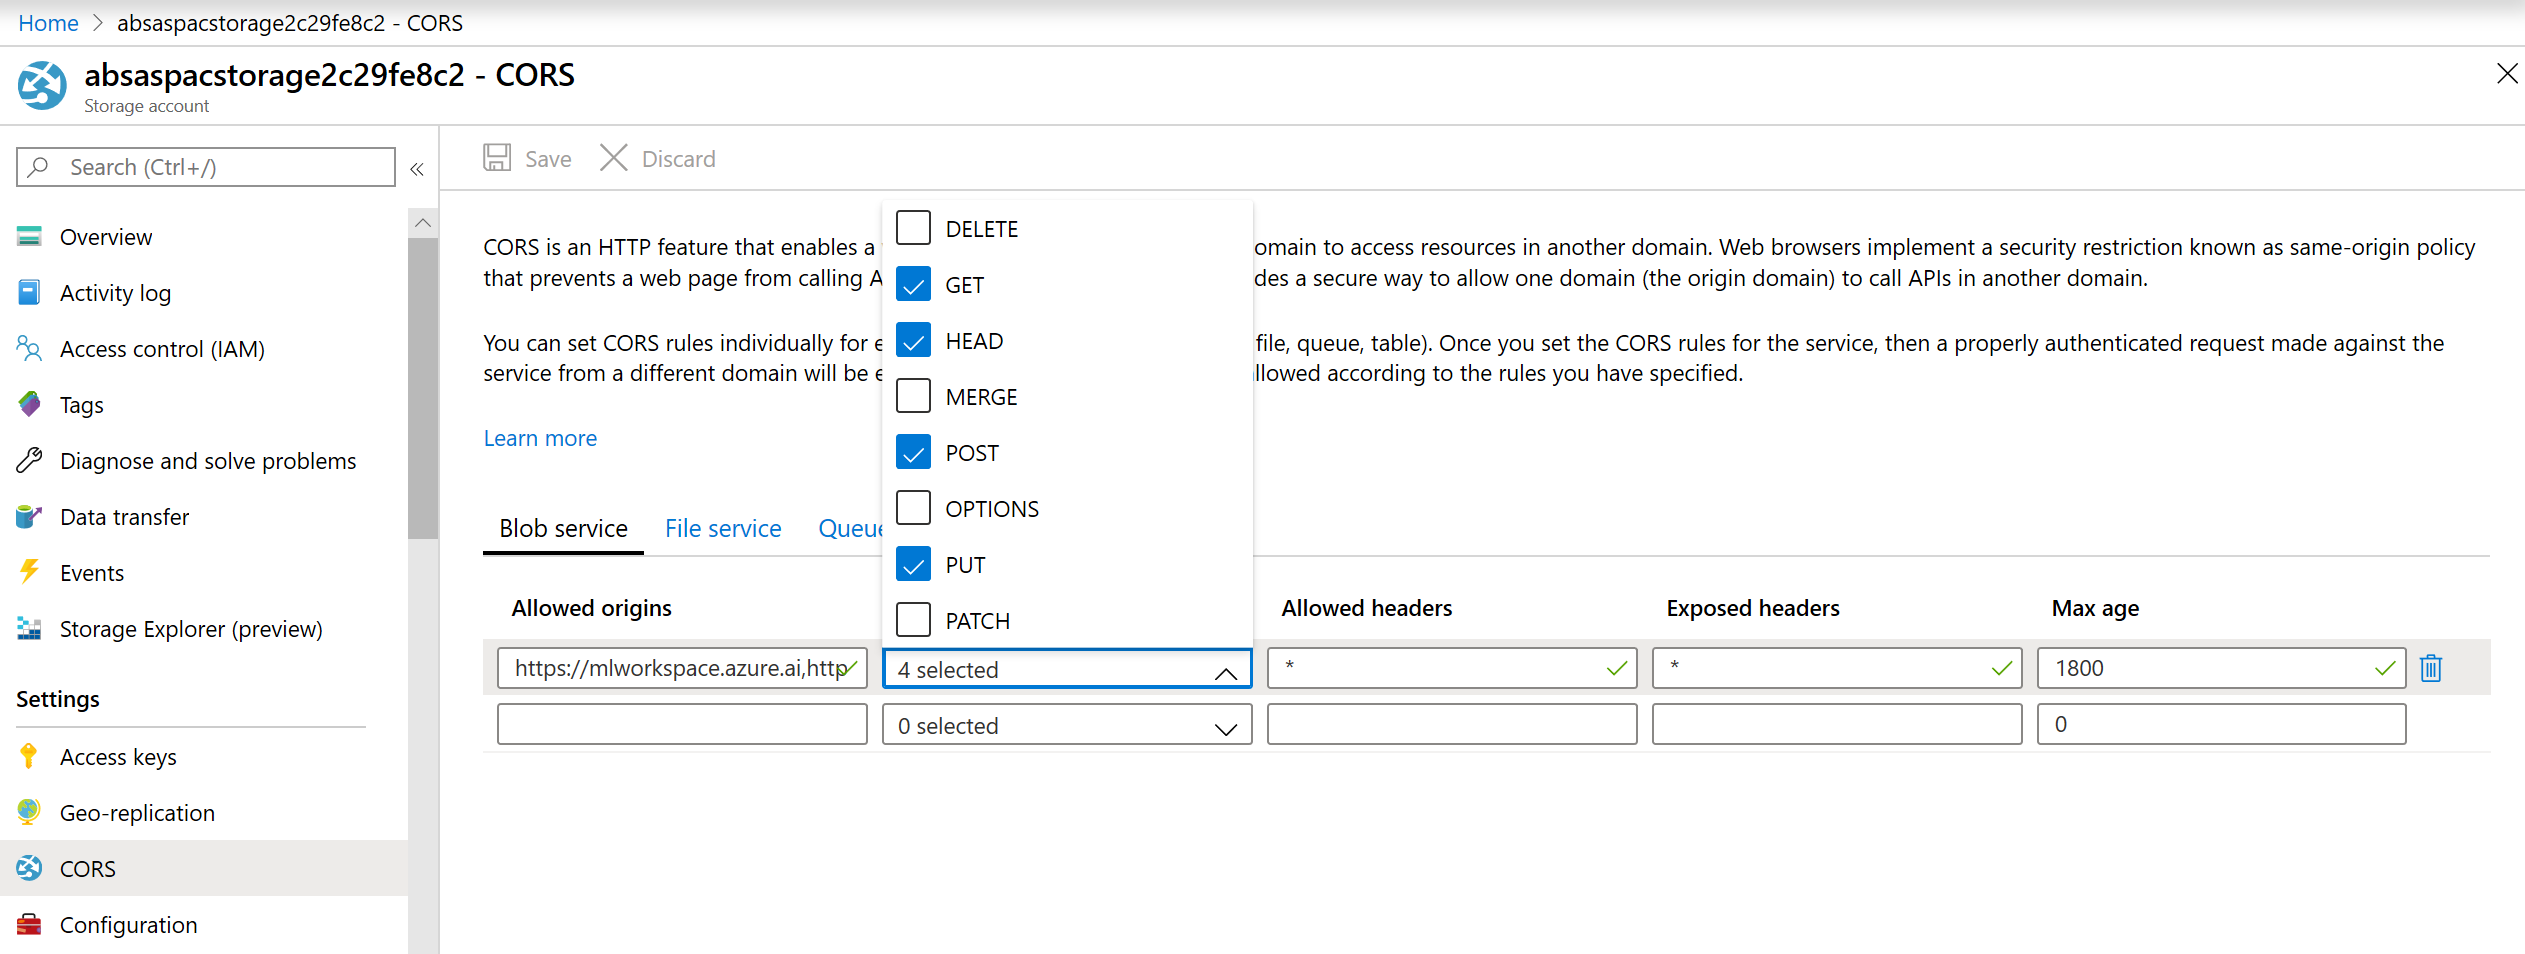 Home > absaspacstorage2c29fe8c2 - CORS
absaspacstorage2c29fe8c2 - CORS
Storage account
Search (Ctrl+/)
«
Overview
Activity log
Access control (IAM)
Tags
Diagnose and solve problems
Data transfer
Events
Storage Explorer (preview)
Settings
Access keys
Geo-replication
CORS
Configuration
Save
Discard
CORS is an HTTP feature that enables a omain to access resources in another domain. Web browsers implement a security restriction known as same-origin policy
that prevents a web page from calling A des a secure way to allow one domain (the origin domain) to call APIs in another domain.
You can set CORS rules individually for e file, queue, table). Once you set the CORS rules for the service, then a properly authenticated request made against the
service from a different domain will be e llowed according to the rules you have specified.
Learn more
DELETE
GET
HEAD
MERGE
POST
OPTIONS
PUT
PATCH
Blob service
File service
Queue
Allowed origins
Allowed headers
Exposed headers
Max age
https://mlworkspace.azure.ai,http
4 selected
*
*
1800
0 selected
0